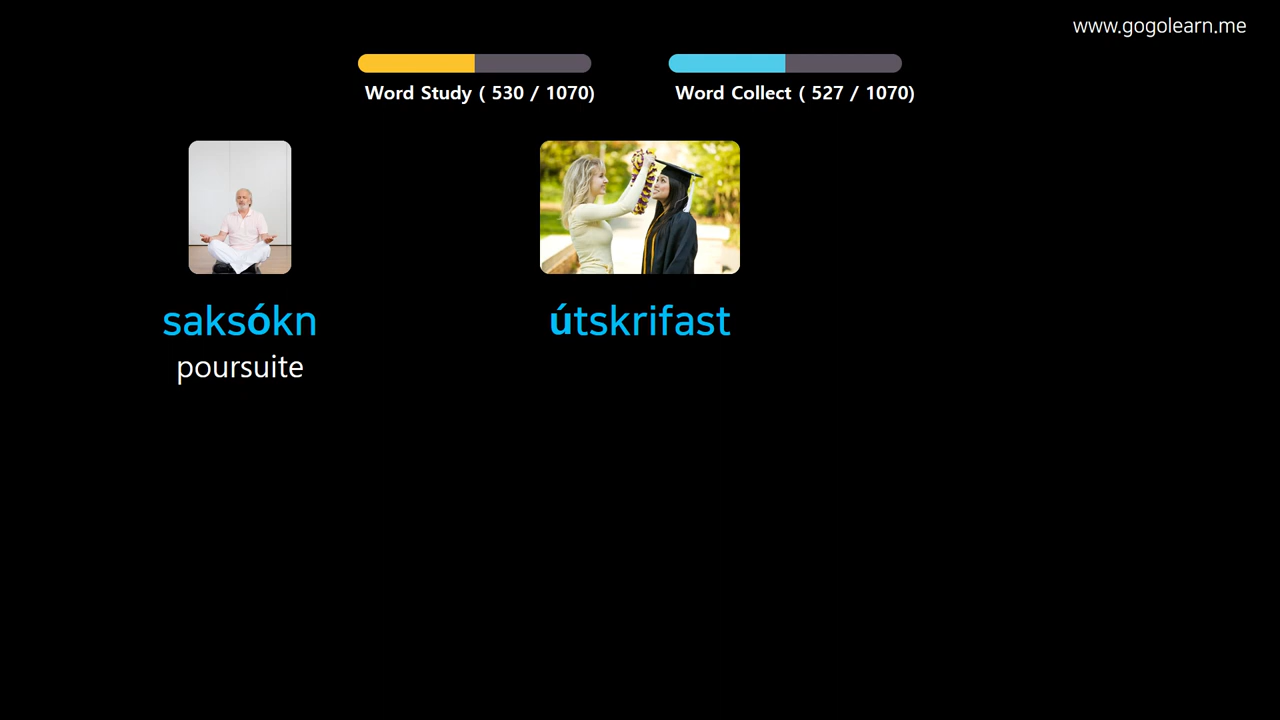 www.gogolearn.me
Word Study ( 530 / 1070)
Word Collect ( 527 / 1070)
saksókn
útskrifast
poursuite